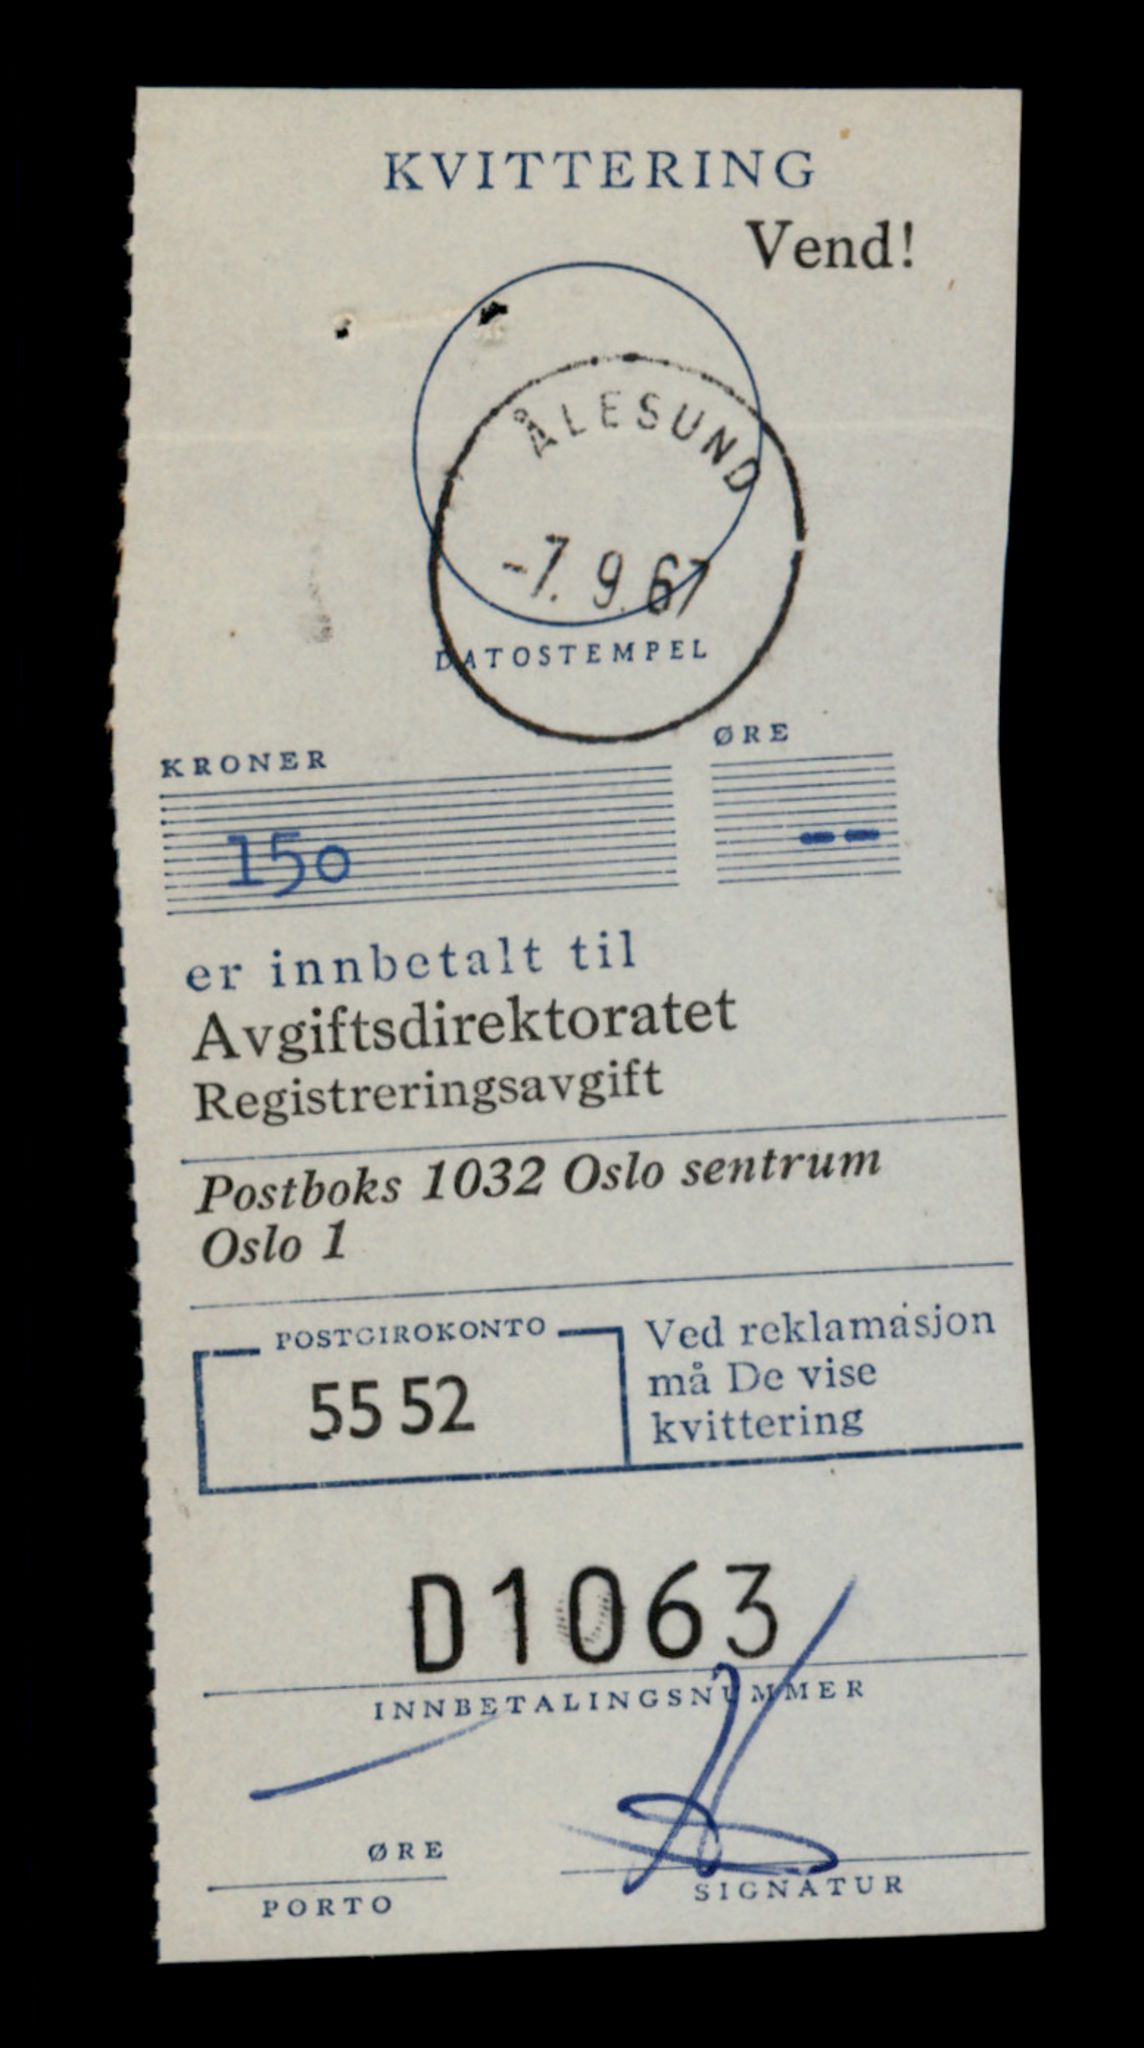 KVITTERING
Vend!
ÅLESUND
-7. 9. 67
DATOSTEMPEL
KRONER
ØRE
150
--
er innbetalt til
Avgiftsdirektoratet
Registreringsavgift
Postboks 1032 Oslo sentrum
Oslo 1
POSTGIROKONTO
55 52
Ved reklamasjon
må De vise
kvittering
D1063
INNBETALINGSNUMMER
ØRE
PORTO
SIGNATUR